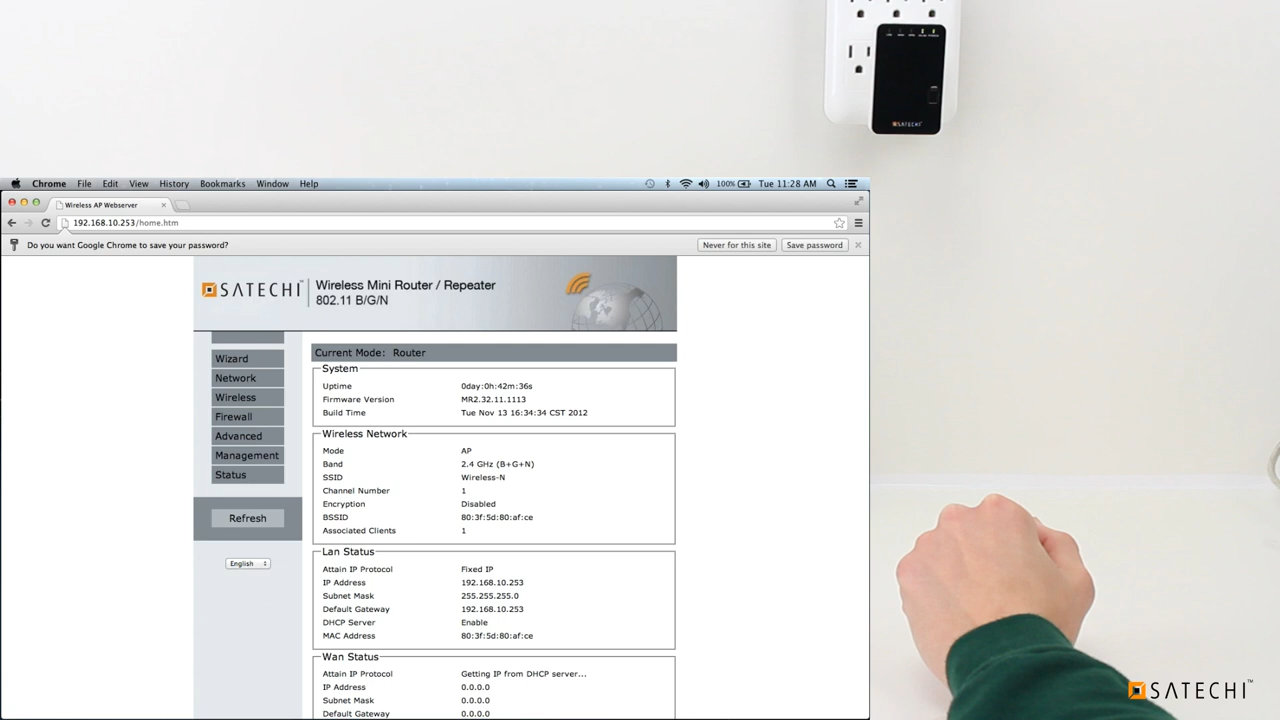 SATECHI
Chrome File Edit View History Bookmarks Window Help 100% Tue 11:28 AM
Wireless AP Webserver
192.168.10.253/home.htm
Do you want Google Chrome to save your password? Never for this site Save password
SATECHI™ Wireless Mini Router / Repeater
802.11 B/G/N
Wizard
Network
Wireless
Firewall
Advanced
Management
Status
Refresh
English
Current Mode: Router
System
Uptime 0day:0h:42m:36s
Firmware Version MR2.32.11.1113
Build Time Tue Nov 13 16:34:34 CST 2012
Wireless Network
Mode AP
Band 2.4 GHz (B+G+N)
SSID Wireless-N
Channel Number 1
Encryption Disabled
BSSID 80:3f:5d:80:af:ce
Associated Clients 1
Lan Status
Attain IP Protocol Fixed IP
IP Address 192.168.10.253
Subnet Mask 255.255.255.0
Default Gateway 192.168.10.253
DHCP Server Enable
MAC Address 80:3f:5d:80:af:ce
Wan Status
Attain IP Protocol Getting IP from DHCP server...
IP Address 0.0.0.0
Subnet Mask 0.0.0.0
Default Gateway 0.0.0.0
SATECHI™